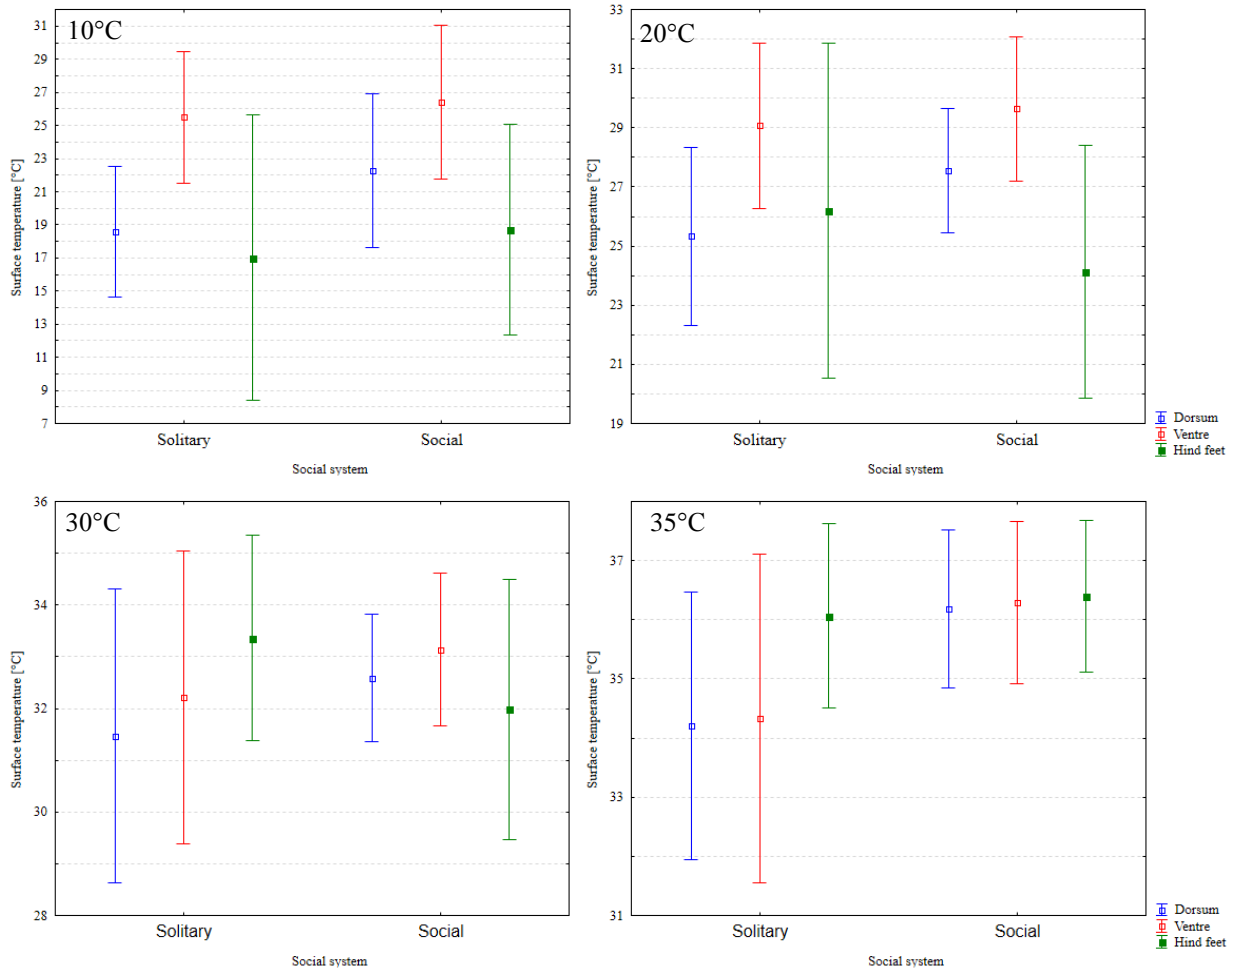 10°C
Surface temperature [°C]
31
29
27
25
23
21
19
17
15
13
11
9
7
Solitary
Social
Social system
20°C
Surface temperature [°C]
33
31
29
27
25
23
21
19
Solitary
Social
Social system
Dorsum
Ventre
Hind feet
30°C
Surface temperature [°C]
36
34
32
30
28
Solitary
Social
Social system
35°C
Surface temperature [°C]
37
35
33
31
Solitary
Social
Social system
Dorsum
Ventre
Hind feet